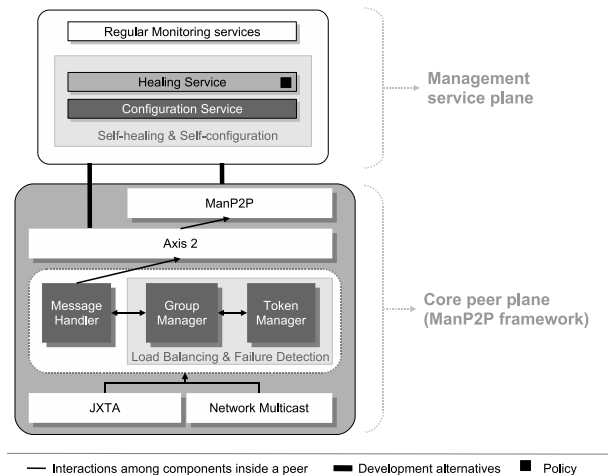 Regular Monitoring services
Healing Service
Configuration Service
Self-healing & Self-configuration
Management
service plane
ManP2P
Axis 2
Message
Handler
Group
Manager
Token
Manager
Load Balancing & Failure Detection
Core peer plane
(ManP2P framework)
JXTA
Network Multicast
Interactions among components inside a peer
Development alternatives
Policy